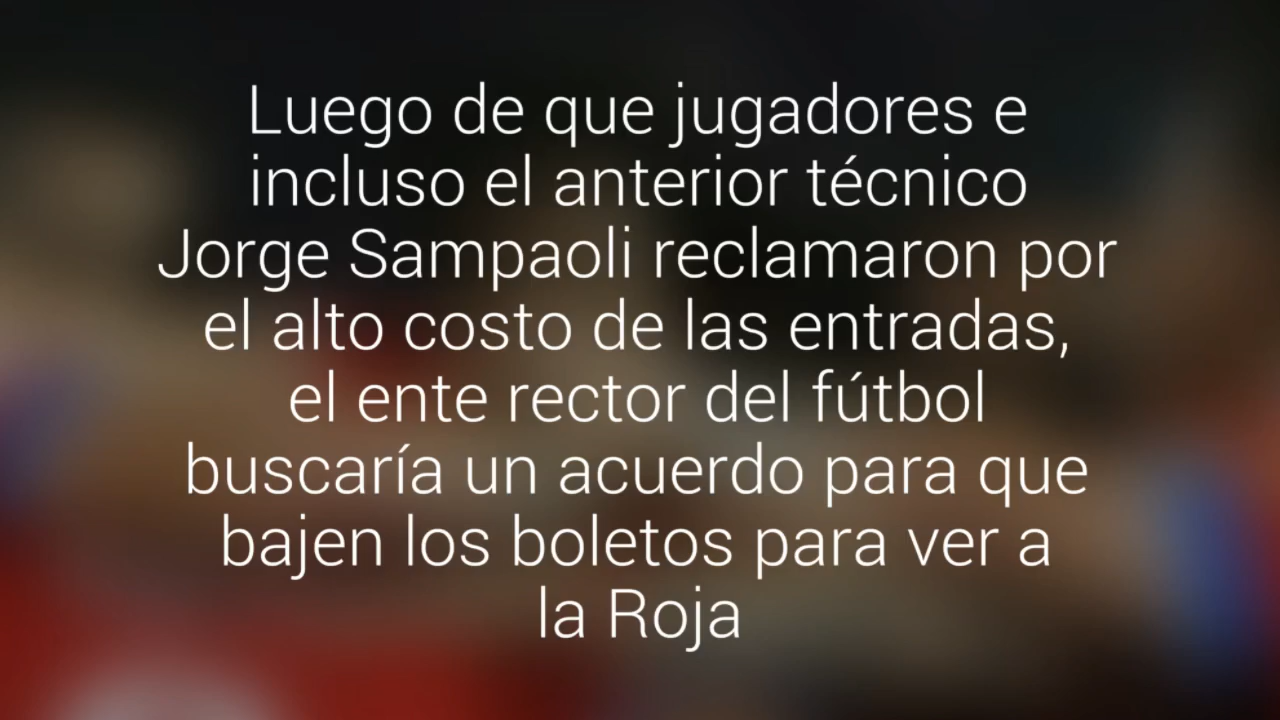 Luego de que jugadores e
incluso el anterior técnico
Jorge Sampaoli reclamaron por
el alto costo de las entradas,
el ente rector del fútbol
buscaría un acuerdo para que
bajen los boletos para ver a
la Roja